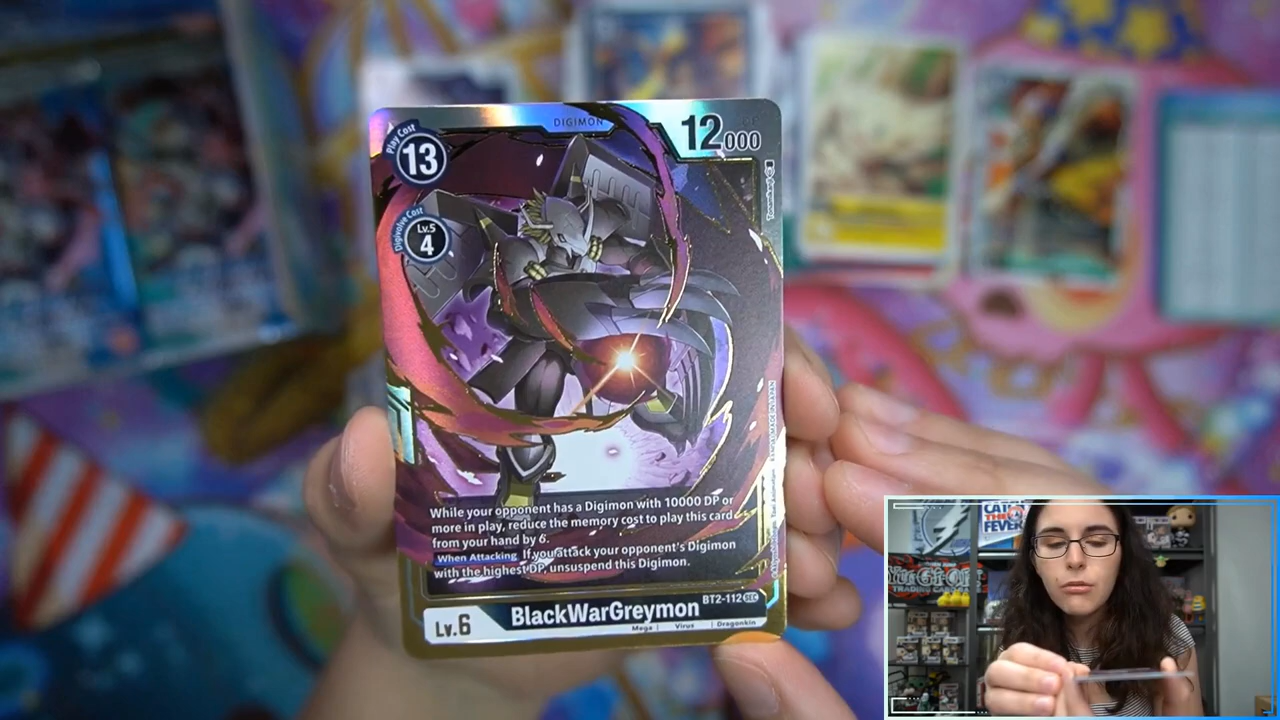 DIGIMON
Play Cost
13
12000
DP
Digivolve Cost
Lv.5
4
While your opponent has a Digimon with 10000 DP or
more in play, reduce the memory cost to play this card
from your hand by 6.
When Attacking If you attack your opponent's Digimon
with the highest DP, unsuspend this Digimon.
BT2-112 SEC
Lv.6
BlackWarGreymon
Mega | Virus | Dragonkin
CATCH
THE
FEVER
Yu-Gi-Oh!
TRADING CARD GAME